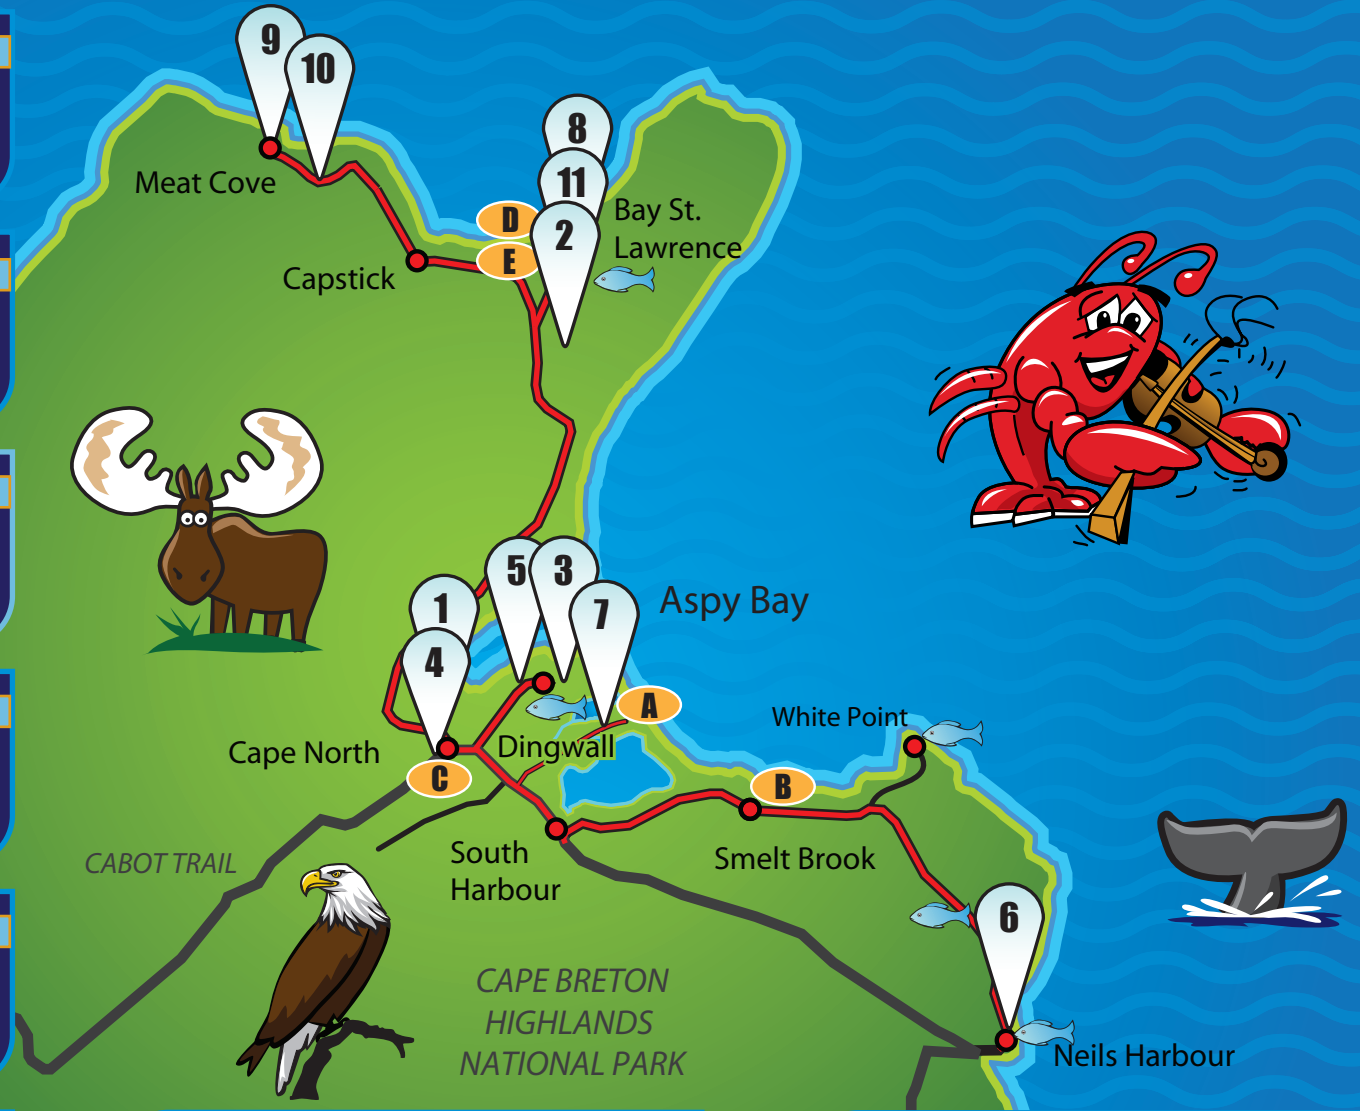 9
10
8
Meat Cove
11
D
Bay St.
Lawrence
2
E
Capstick
5
3
1
7
Aspy Bay
4
A
White Point
Cape North
Dingwall
C
B
South
Harbour
Smelt Brook
CABOT TRAIL
6
CAPE BRETON
HIGHLANDS
NATIONAL PARK
Neils Harbour